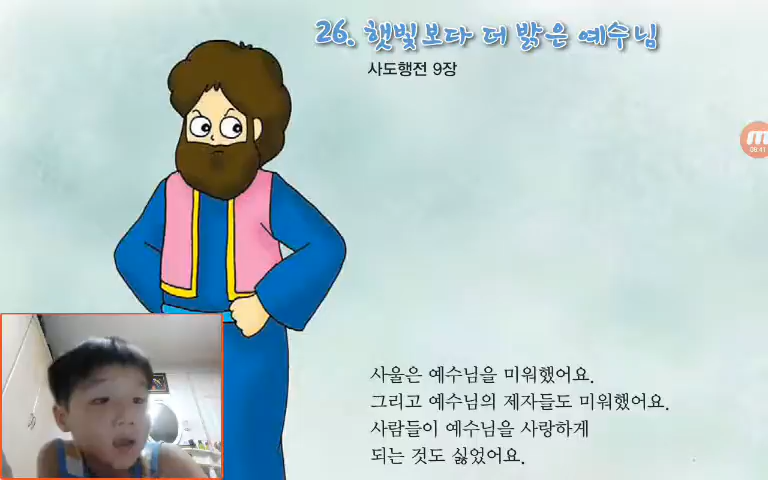 26. 햇빛보다 더 밝은 예수님
사도행전 9장
06:41
사울은 예수님을 미워했어요.
그리고 예수님의 제자들도 미워했어요.
사람들이 예수님을 사랑하게
되는 것도 싫었어요.